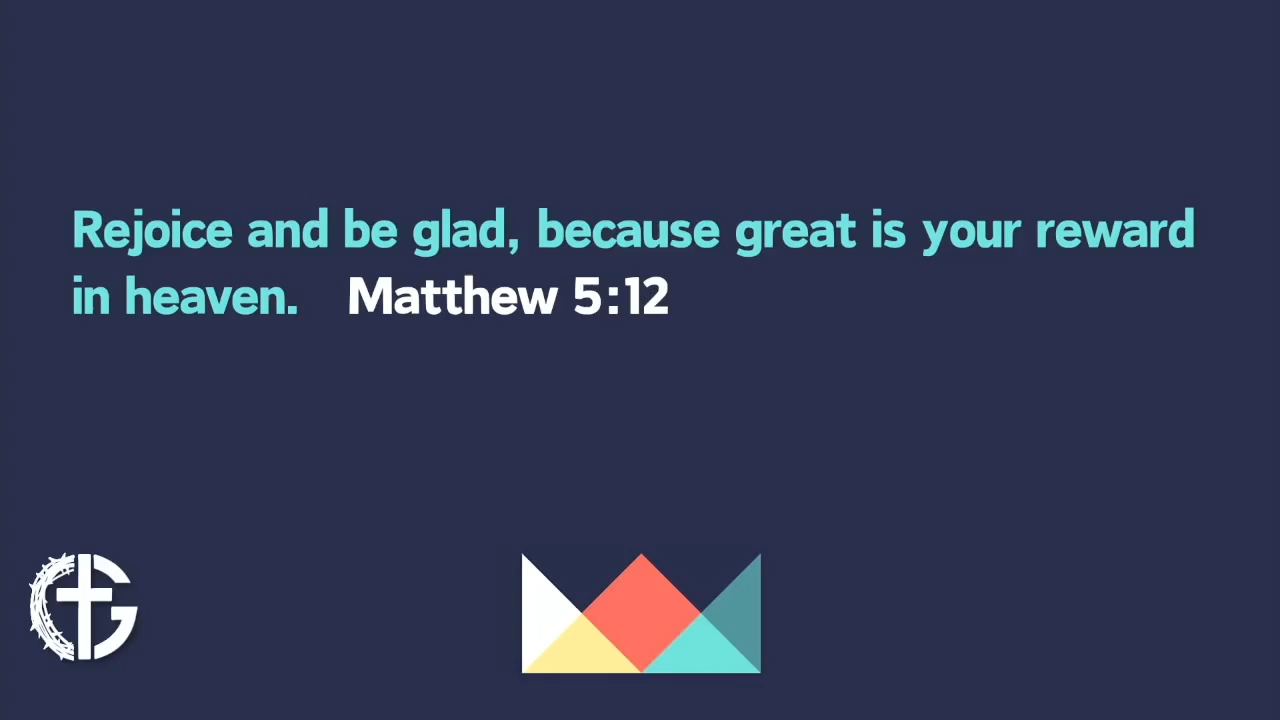 Rejoice and be glad, because great is your reward
in heaven. Matthew 5:12